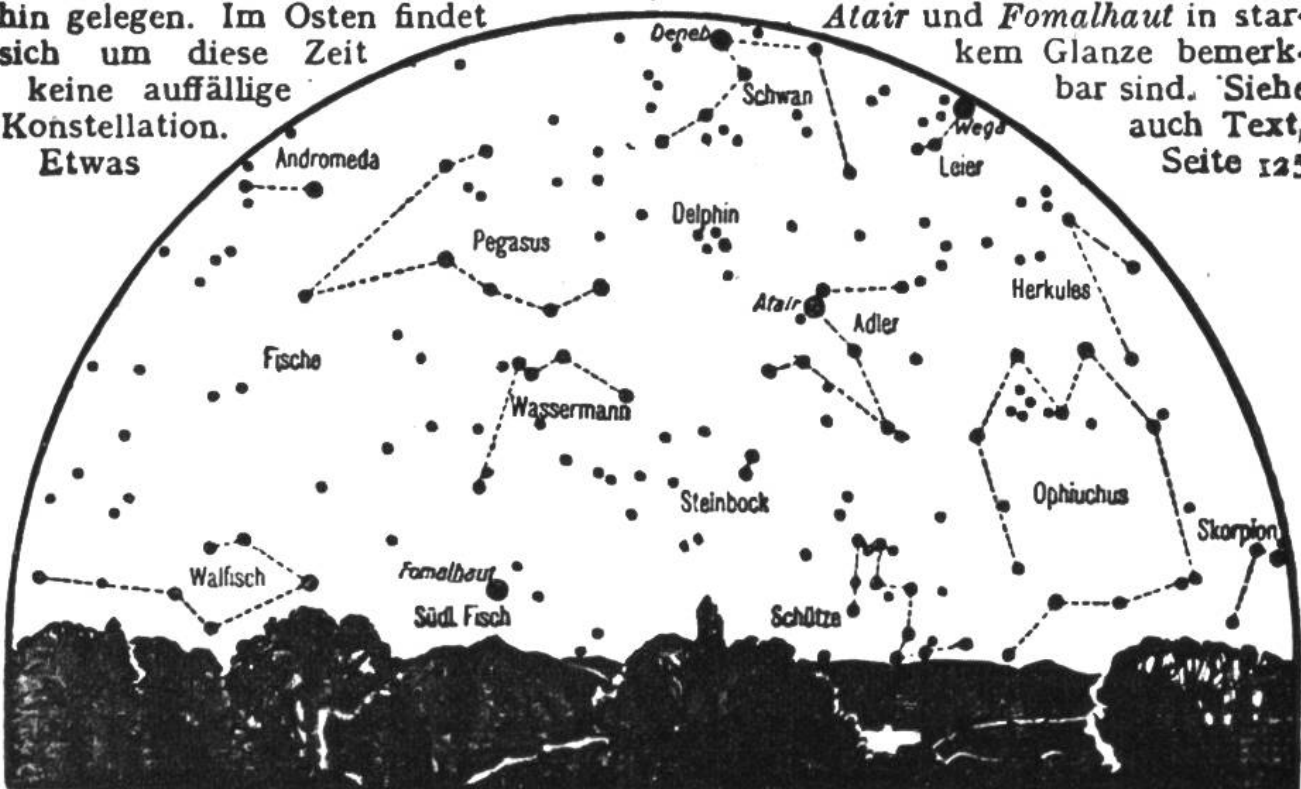 hin gelegen. Im Osten findet
sich um diese Zeit
keine auffällige
Konstellation.
Etwas
Atair und Fomalhaut in star-
kem Glanze bemerk-
bar sind. Siehe
auch Text,
Seite 125
Deneb
Schwan
Wega
Leier
Andromeda
Delphin
Pegasus
Herkules
Atair
Adler
Fische
Wassermann
Steinbock
Ophiuchus
Skorpion
Walfisch
Fomalhaut
Südl. Fisch
Schütze